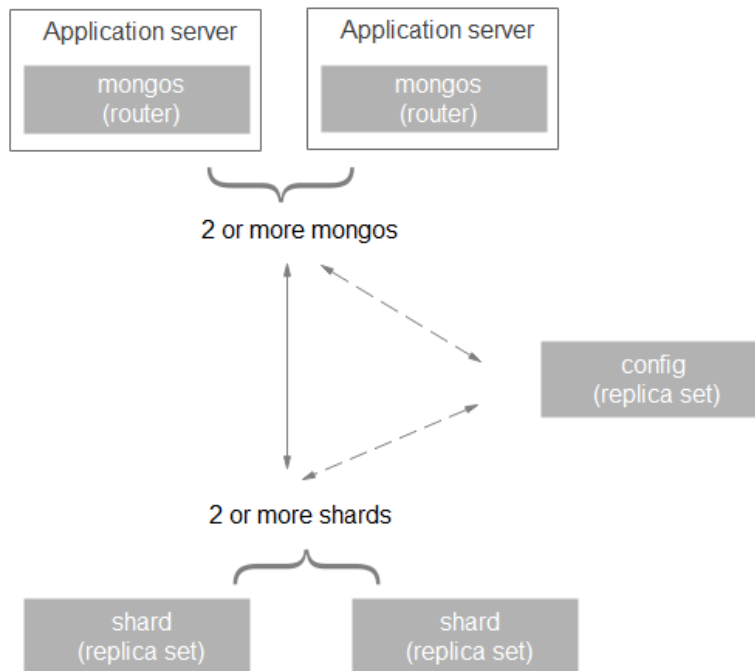 Application server
mongos
(router)
Application server
mongos
(router)
2 or more mongos
config
(replica set)
2 or more shards
shard
(replica set)
shard
(replica set)